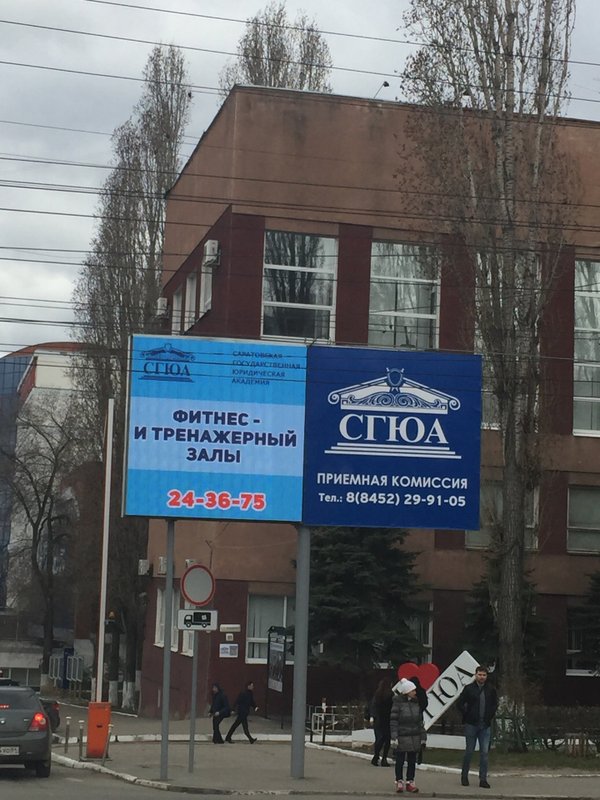 СГЮА
САРАТОВСКАЯ
ГОСУДАРСТВЕННАЯ
ЮРИДИЧЕСКАЯ
АКАДЕМИЯ
ФИТНЕС -
И ТРЕНАЖЕРНЫЙ
ЗАЛЫ
24-36-75
СГЮА
ПРИЕМНАЯ КОМИССИЯ
Тел.: 8(8452) 29-91-05